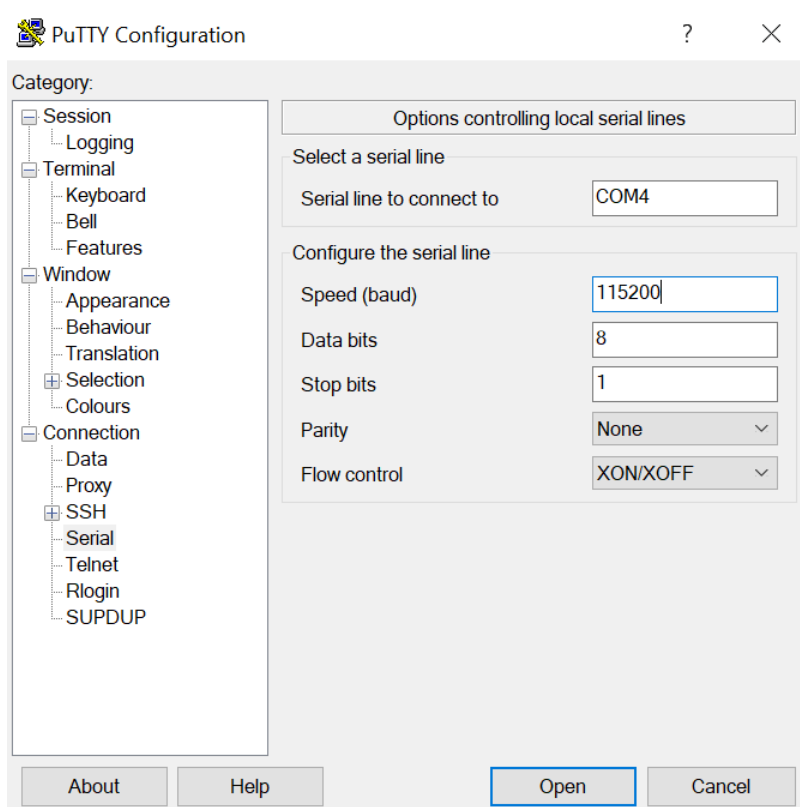 PuTTY Configuration
?
Category:
Session
Logging
Terminal
Keyboard
Bell
Features
Window
Appearance
Behaviour
Translation
Selection
Colours
Connection
Data
Proxy
SSH
Serial
Telnet
Rlogin
SUPDUP
Options controlling local serial lines
Select a serial line
Serial line to connect to COM4
Configure the serial line
Speed (baud) 115200
Data bits 8
Stop bits 1
Parity None
Flow control XON/XOFF
About Help Open Cancel